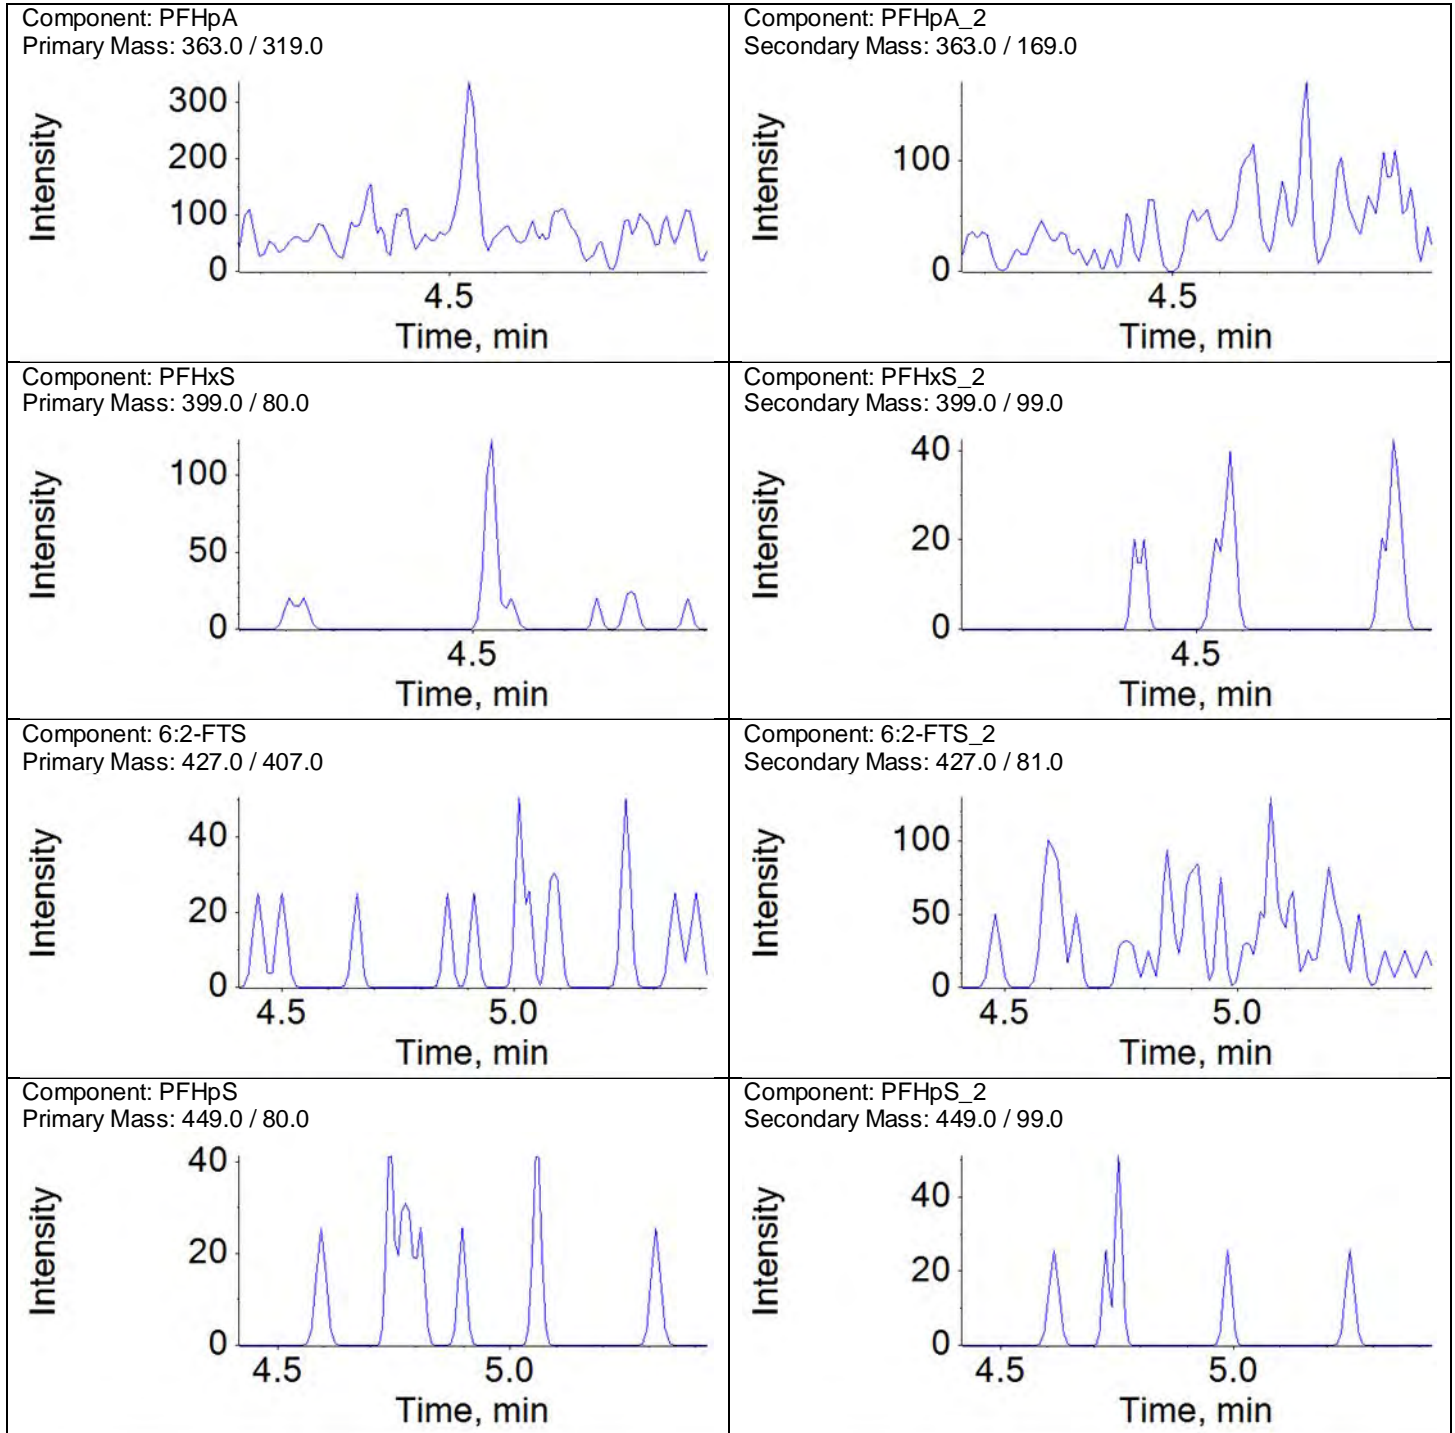 Component: PFHpA
Primary Mass: 363.0 / 319.0
Intensity
300
200
100
0
4.5
Time, min
Component: PFHpA_2
Secondary Mass: 363.0 / 169.0
Intensity
100
0
4.5
Time, min
Component: PFHxS
Primary Mass: 399.0 / 80.0
Intensity
100
50
0
4.5
Time, min
Component: PFHxS_2
Secondary Mass: 399.0 / 99.0
Intensity
40
20
0
4.5
Time, min
Component: 6:2-FTS
Primary Mass: 427.0 / 407.0
Intensity
40
20
0
4.5 5.0
Time, min
Component: 6:2-FTS_2
Secondary Mass: 427.0 / 81.0
Intensity
100
50
0
4.5 5.0
Time, min
Component: PFHpS
Primary Mass: 449.0 / 80.0
Intensity
40
20
0
4.5 5.0
Time, min
Component: PFHpS_2
Secondary Mass: 449.0 / 99.0
Intensity
40
20
0
4.5 5.0
Time, min